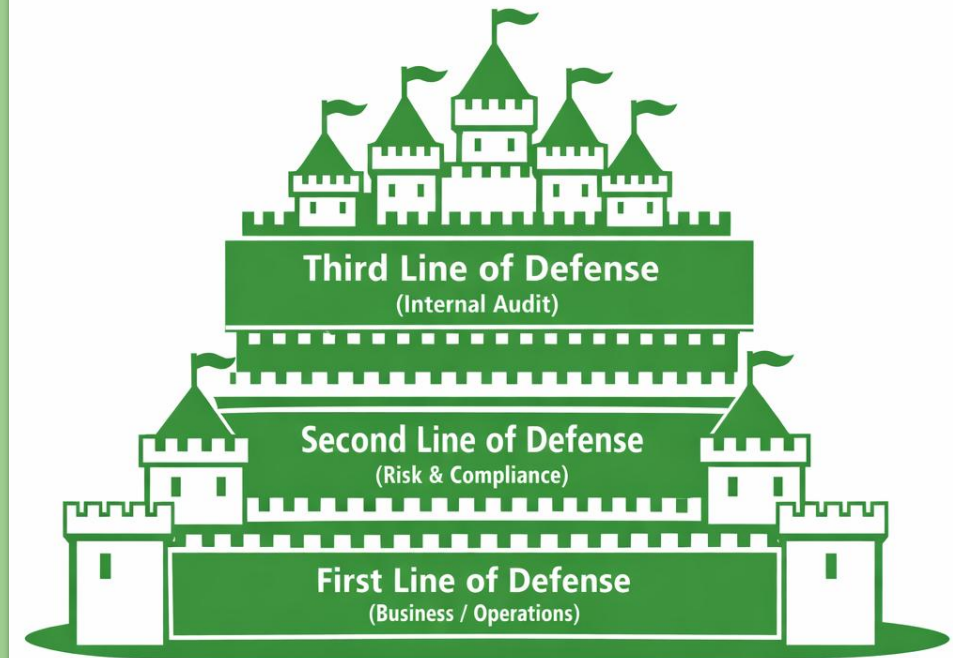 Third Line of Defense
(Internal Audit)
Second Line of Defense
(Risk & Compliance)
First Line of Defense
(Business / Operations)